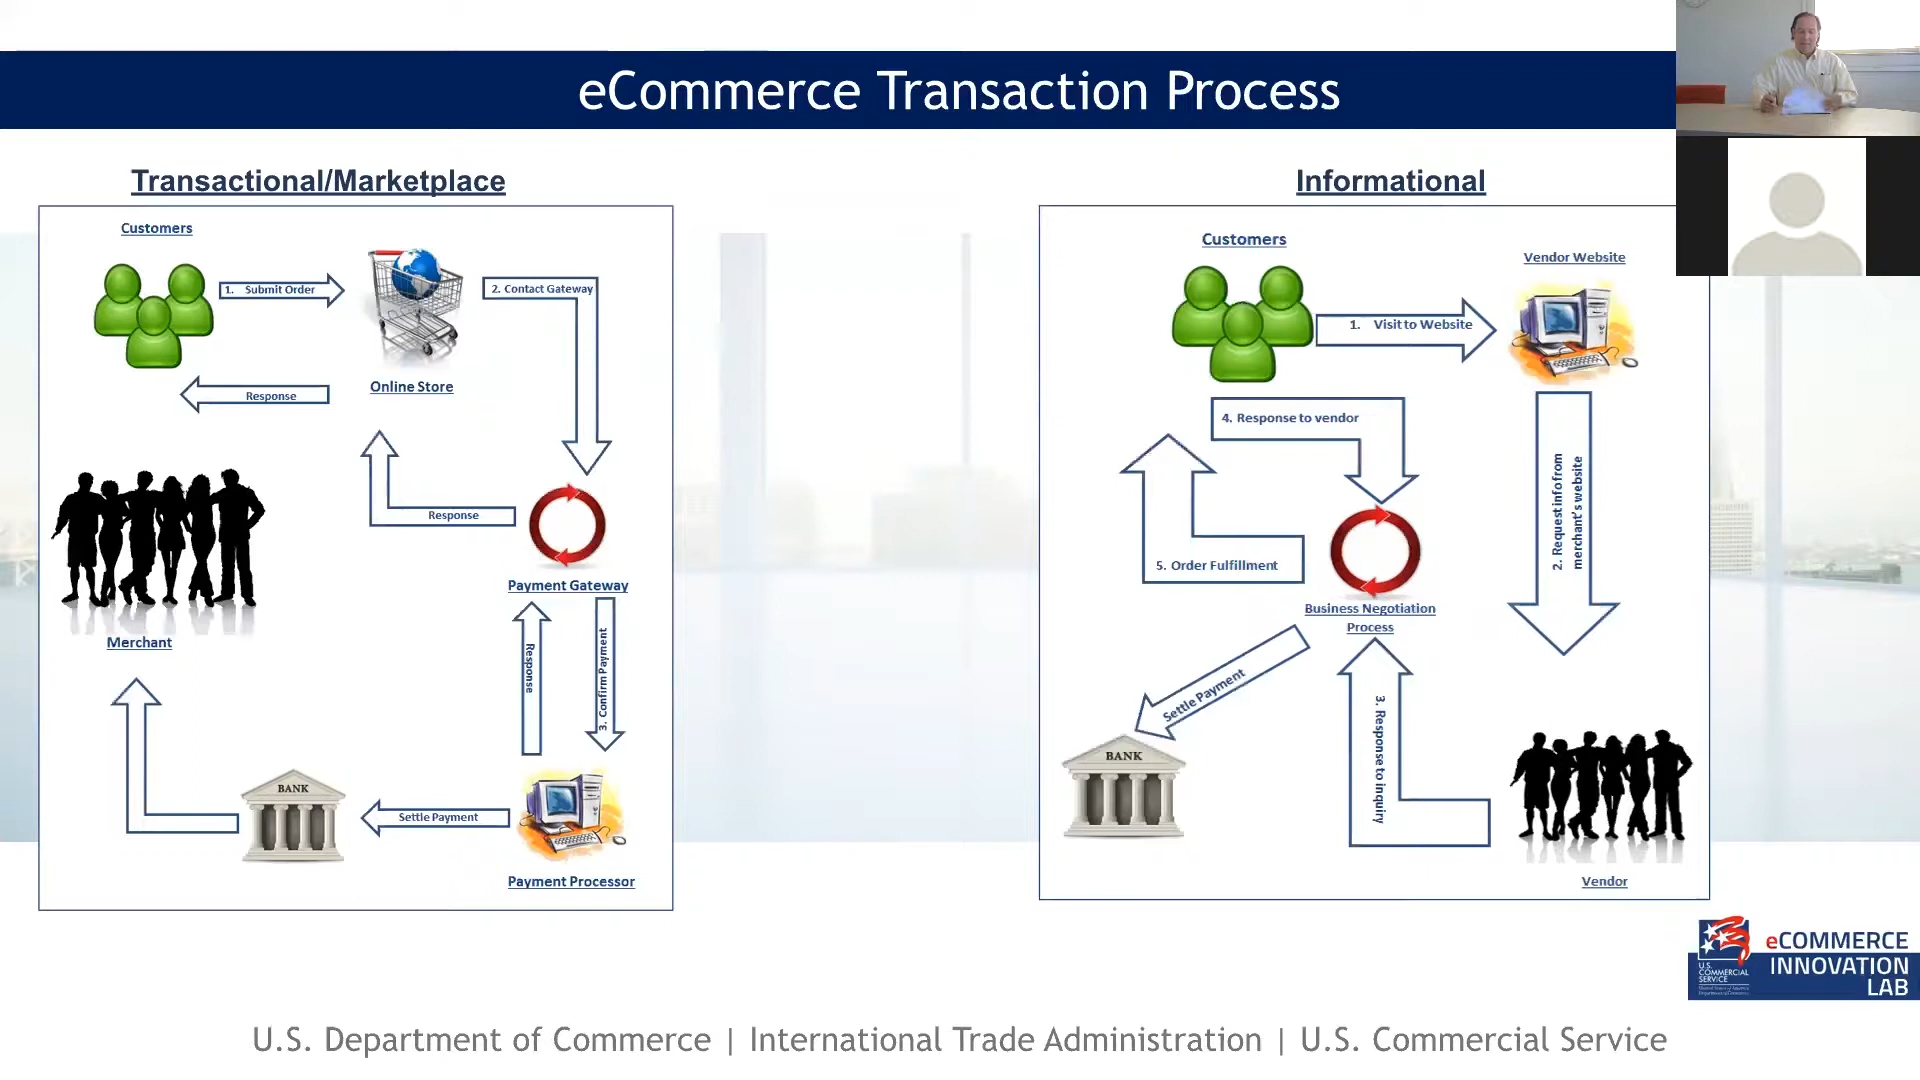 eCommerce Transaction Process
Transactional/Marketplace
Customers
1. Submit Order
2. Contact Gateway
Online Store
Response
Response
Payment Gateway
Merchant
Response
3. Confirm Payment
BANK
Settle Payment
Payment Processor
Informational
Customers
Vendor Website
1. Visit to Website
4. Response to vendor
2. Request info from
merchant's website
5. Order Fulfillment
Business Negotiation
Process
Settle Payment
3. Response to inquiry
BANK
Vendor
U.S.
COMMERCIAL
SERVICE
eCOMMERCE
INNOVATION
LAB
U.S. Department of Commerce | International Trade Administration | U.S. Commercial Service